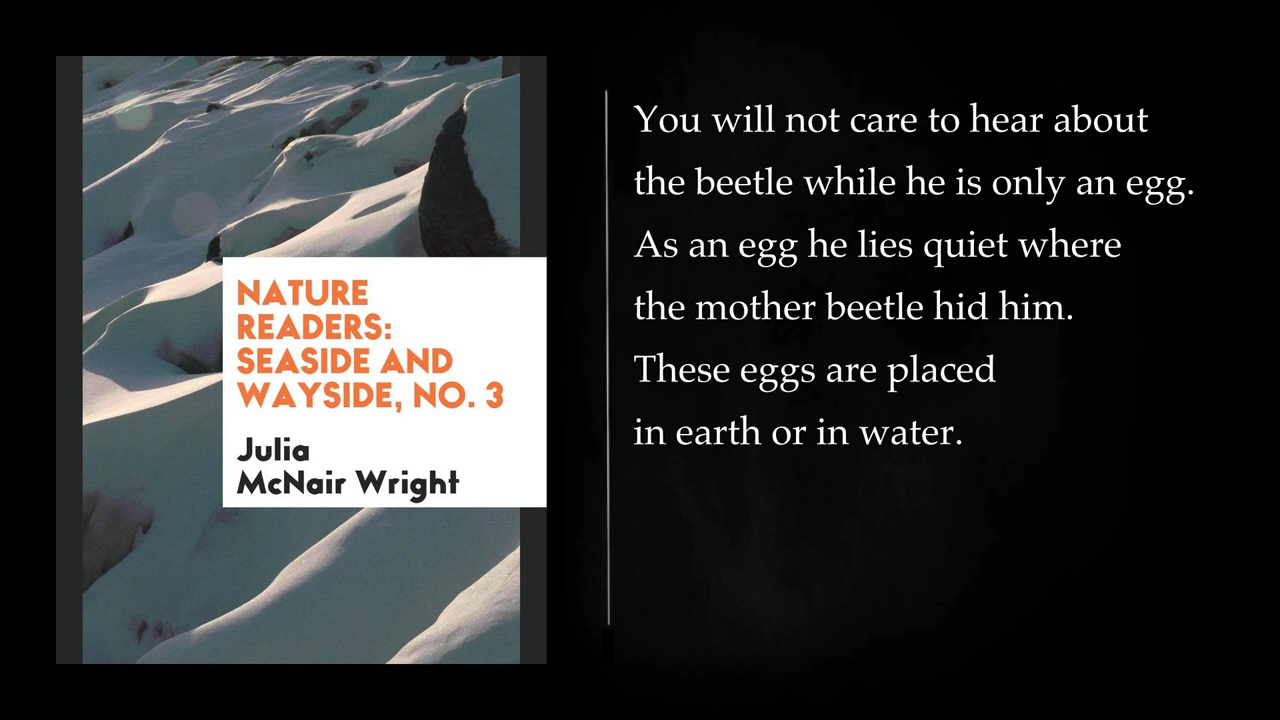 NATURE
READERS:
SEASIDE AND
WAYSIDE, NO. 3
Julia
McNair Wright
You will not care to hear about
the beetle while he is only an egg.
As an egg he lies quiet where
the mother beetle hid him.
These eggs are placed
in earth or in water.